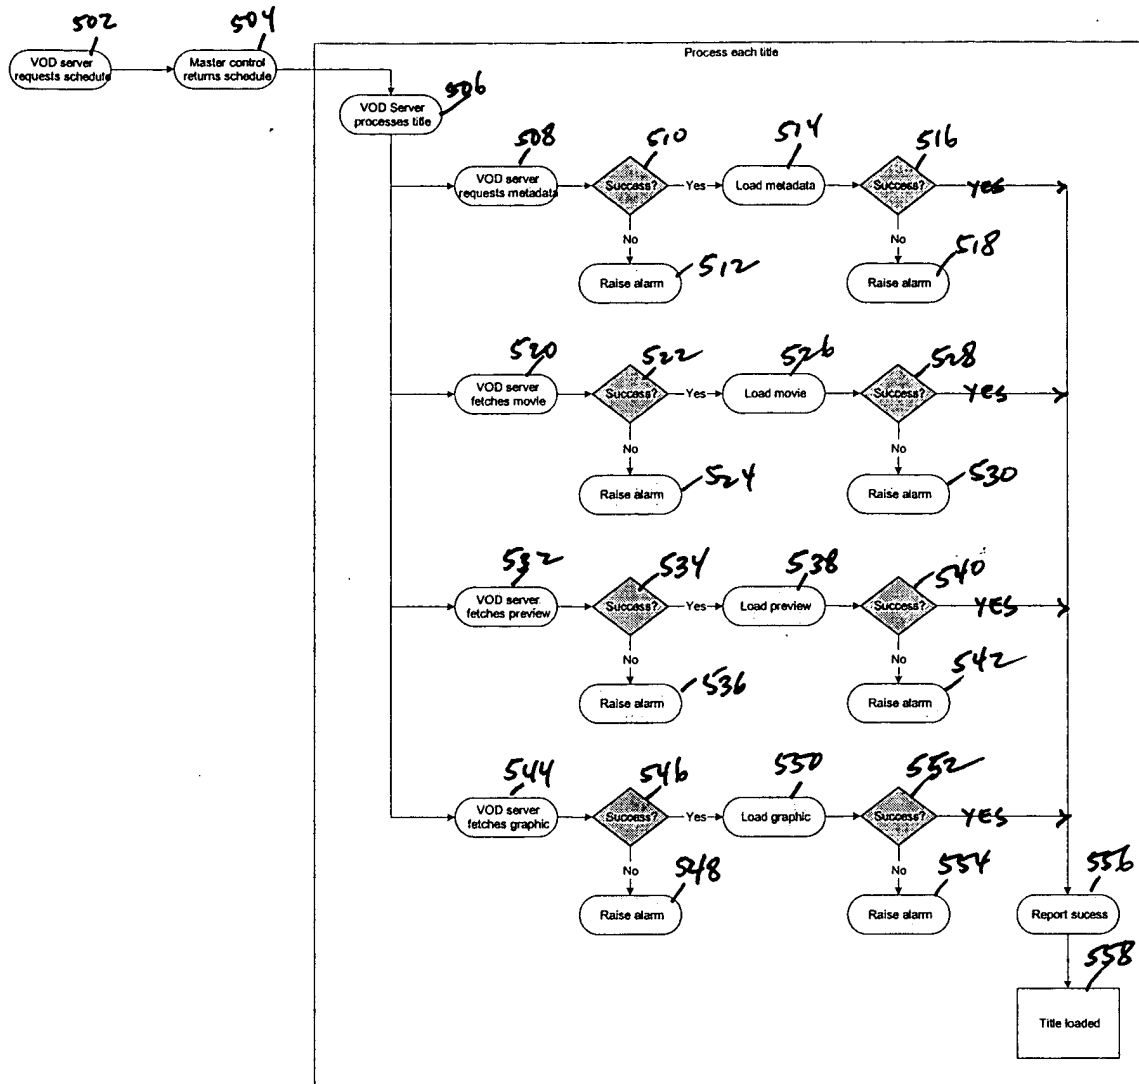 502
504
VOD server
requests schedule
Master control
returns schedule
Process each title
506
VOD Server
processes title
508
510
514
516
VOD server
requests metadata
Success?
Yes
Load metadata
Success?
YES
No
No
512
518
Raise alarm
Raise alarm
520
522
526
528
VOD server
fetches movie
Success?
Yes
Load movie
Success?
YES
No
No
524
530
Raise alarm
Raise alarm
532
534
538
540
VOD server
fetches preview
Success?
Yes
Load preview
Success?
YES
No
No
536
542
Raise alarm
Raise alarm
544
546
550
552
VOD server
fetches graphic
Success?
Yes
Load graphic
Success?
YES
No
No
548
554
556
Raise alarm
Raise alarm
Report sucess
558
Title loaded